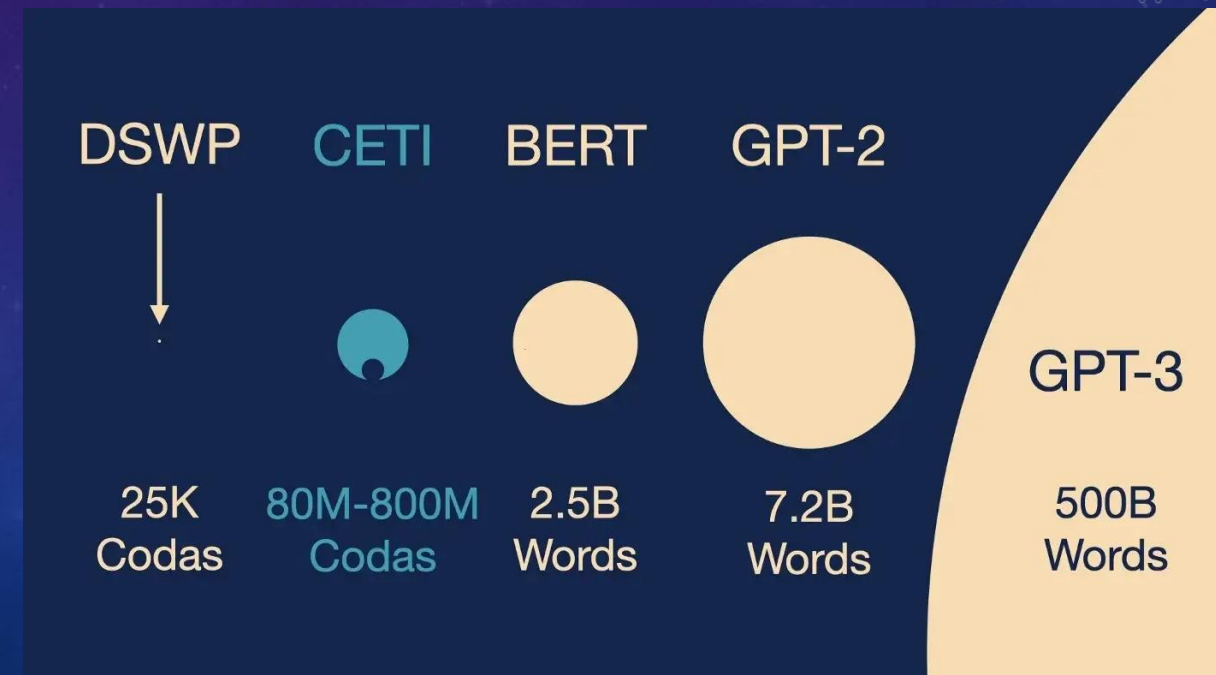 DSWP
CETI
BERT
GPT-2
GPT-3
25K
Codas
80M-800M
Codas
2.5B
Words
7.2B
Words
500B
Words